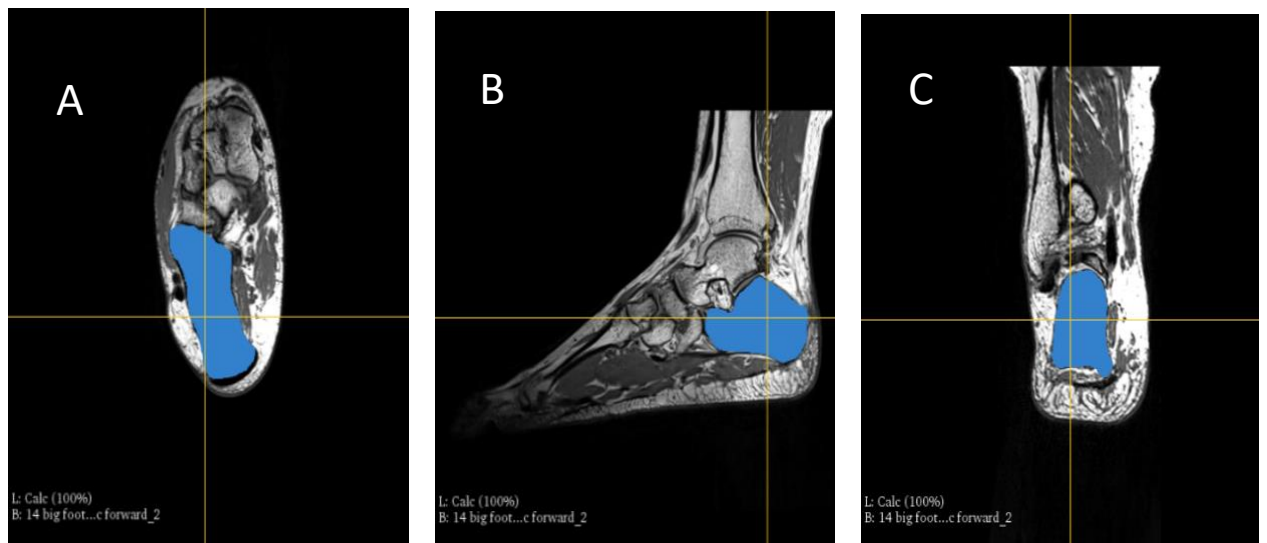 A
B
C
L: Calc (100%)
B: 14 big foot...c forward_2
L: Calc (100%)
B: 14 big foot...c forward_2
L: Calc (100%)
B: 14 big foot...c forward_2